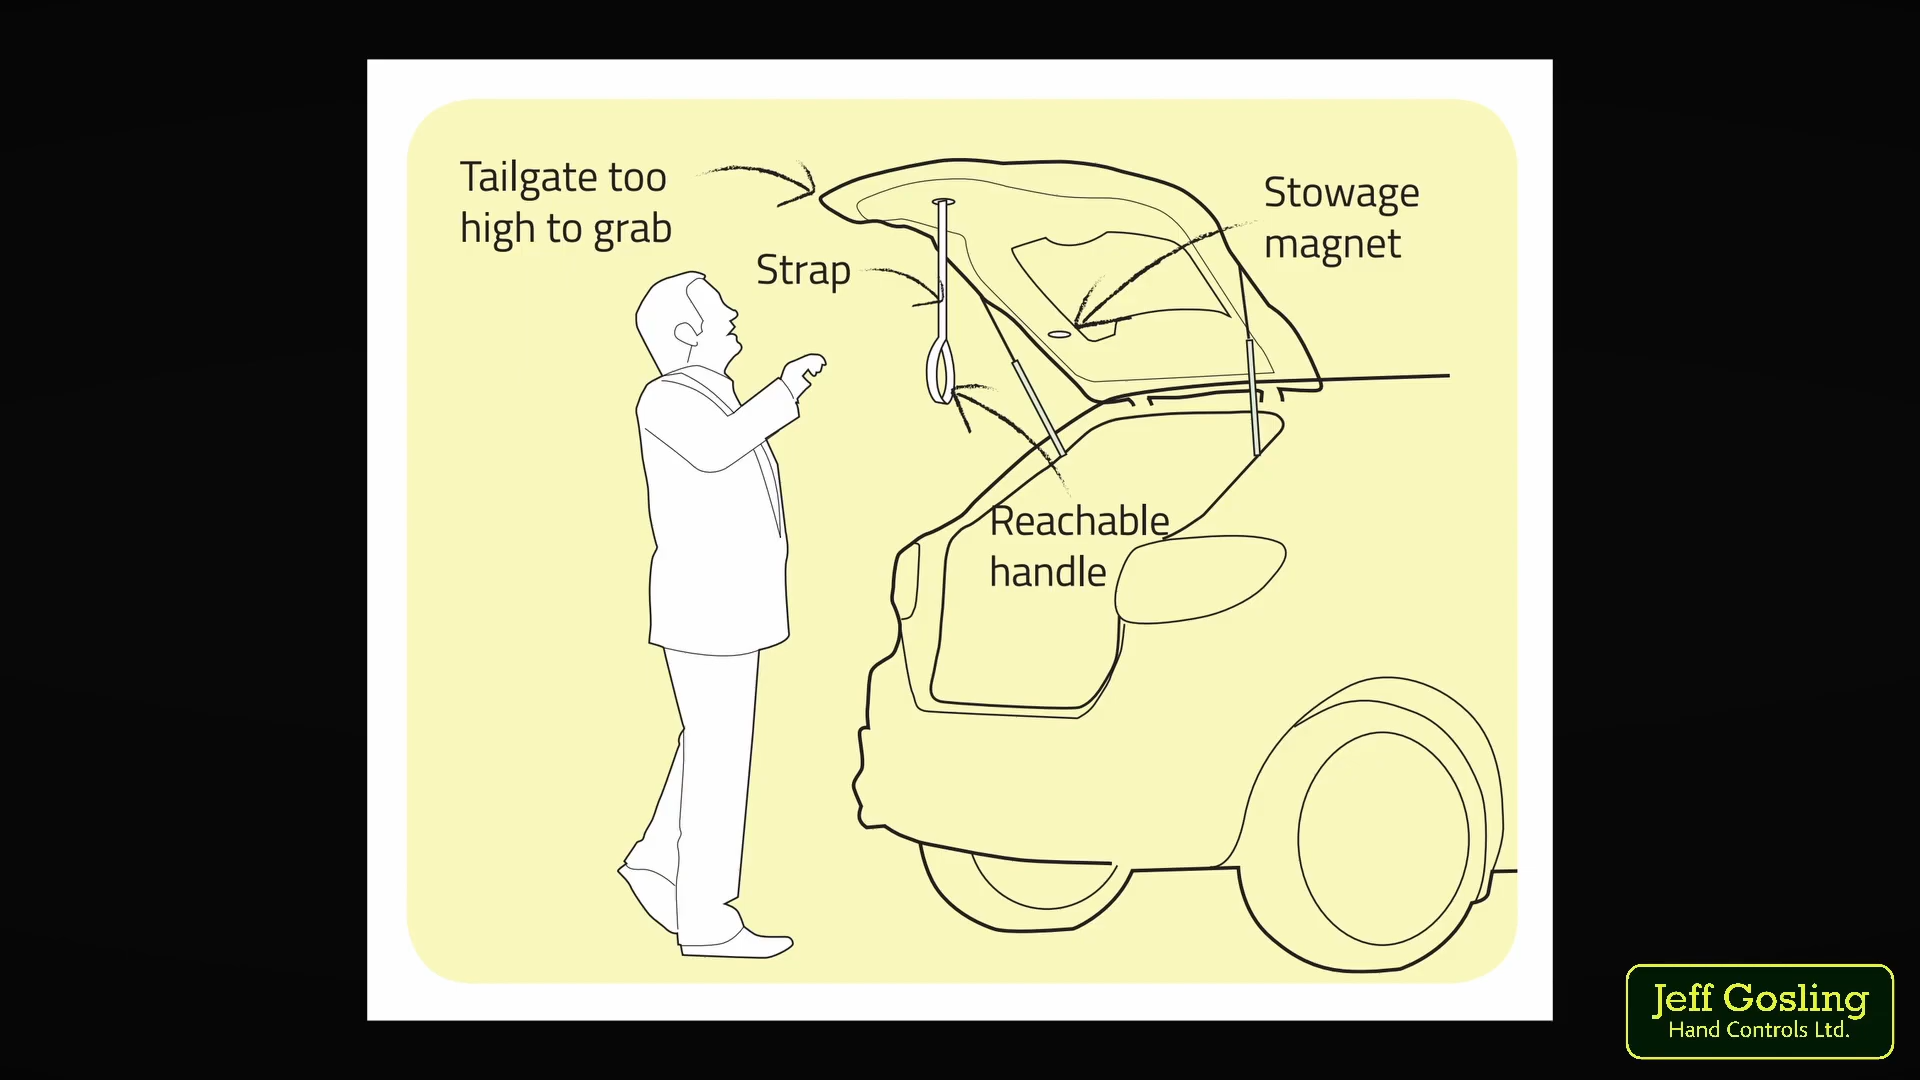 Tailgate too
high to grab
Strap
Stowage
magnet
Reachable
handle
Jeff Gosling
Hand Controls Ltd.